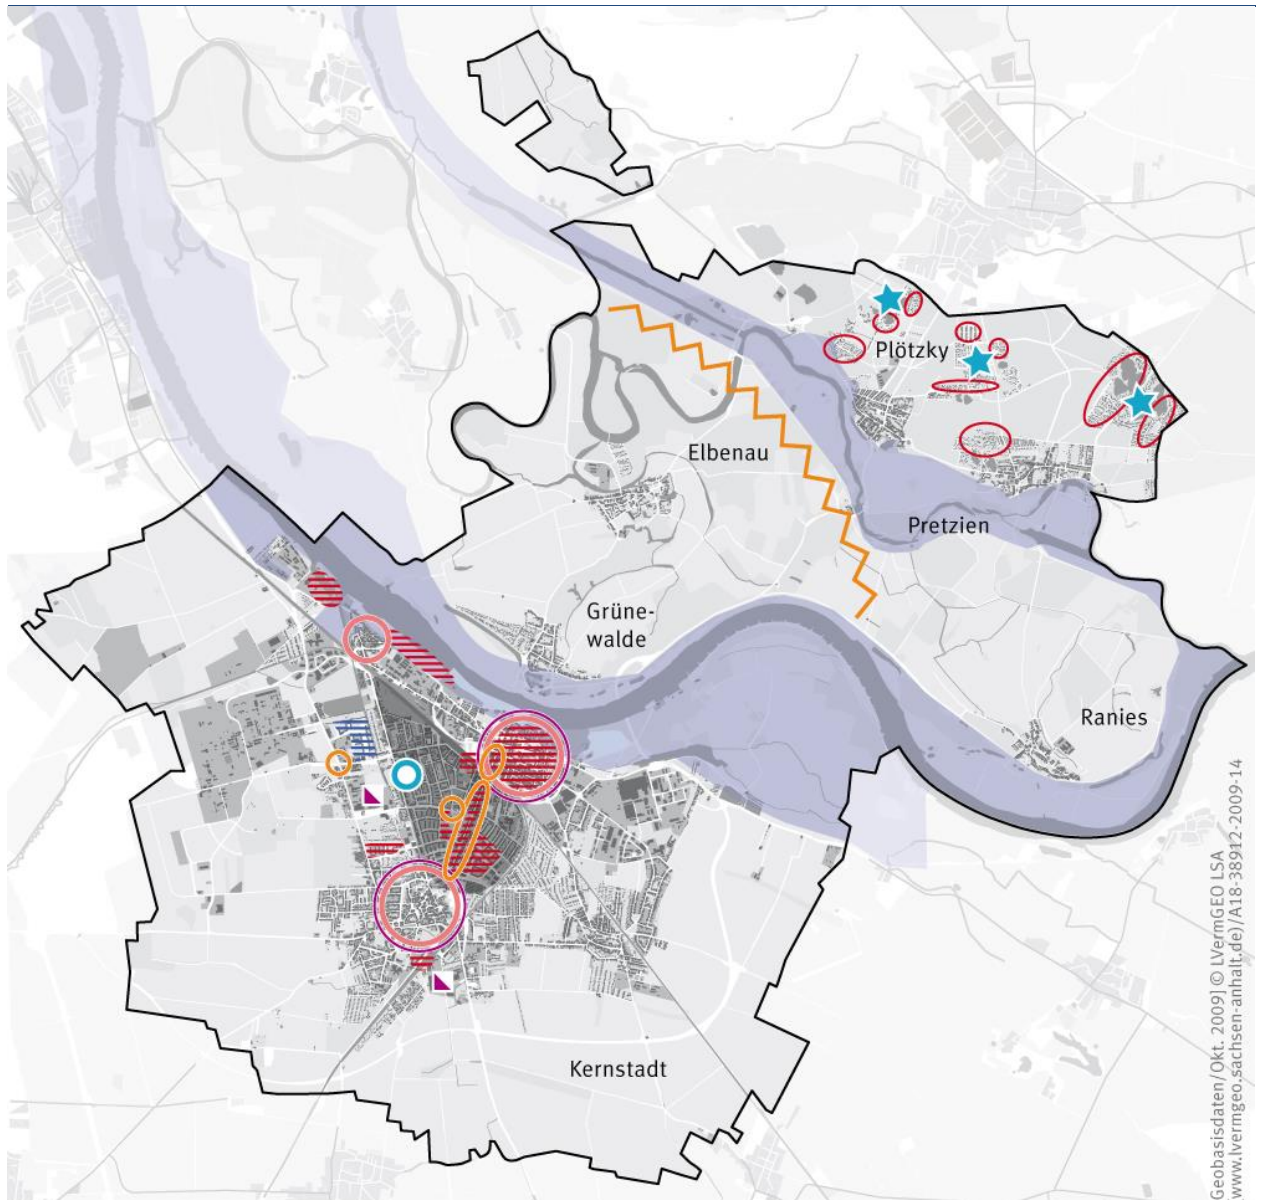 Plötzky
Elbenau
Pretzien
Grüne-
walde
Ranies
Kernstadt
Geobasisdaten/Okt. 2009] © LVermGEO LSA
www.lvermgeo.sachsen-anhalt.de)/A18-38912-2009-14